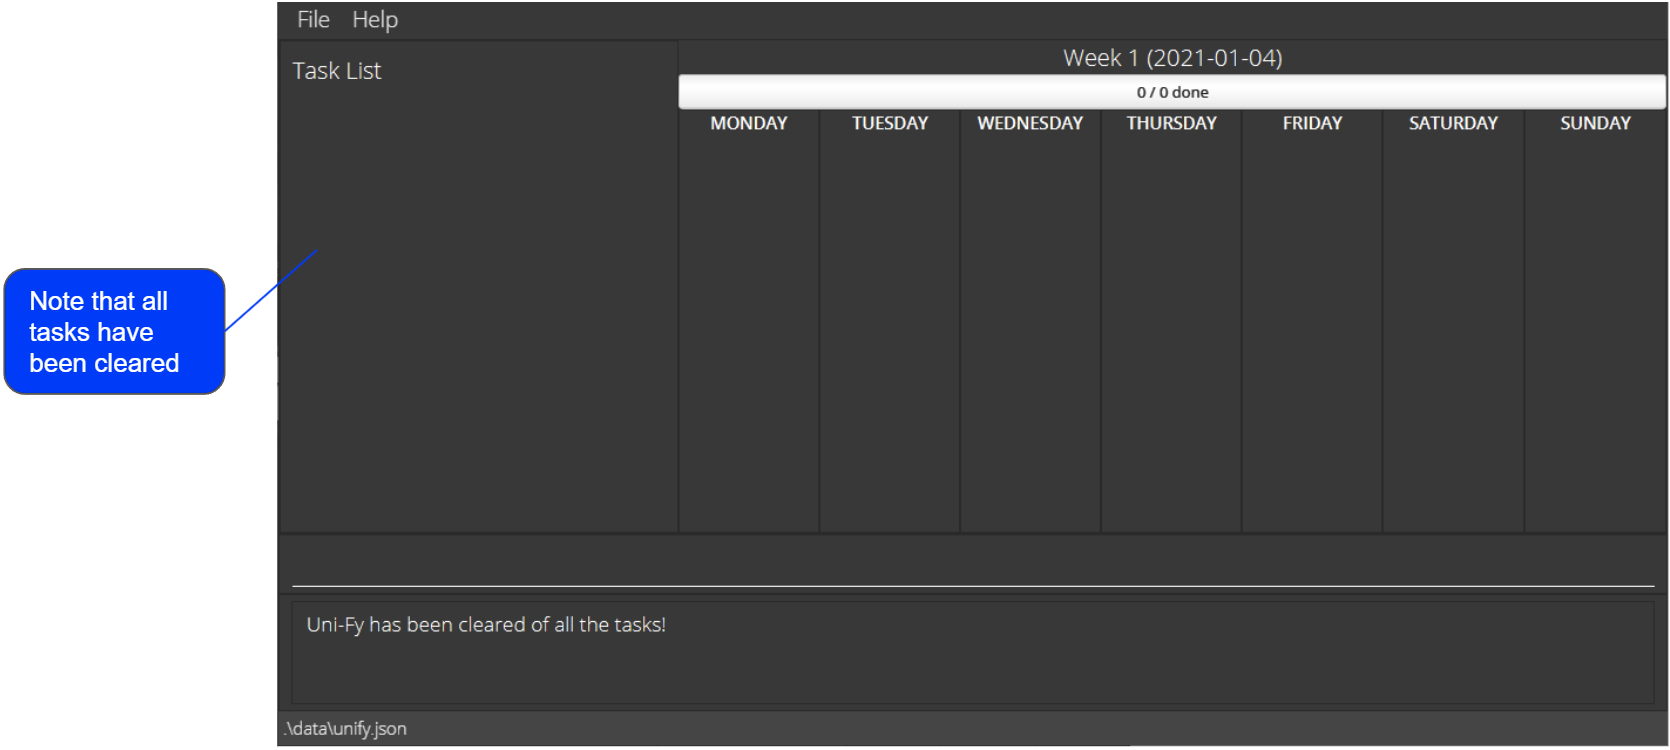 File Help
Task List
Week 1 (2021-01-04)
0 / 0 done
MONDAY TUESDAY WEDNESDAY THURSDAY FRIDAY SATURDAY SUNDAY
Note that all
tasks have
been cleared
Uni-Fy has been cleared of all the tasks!
.\data\unify.json